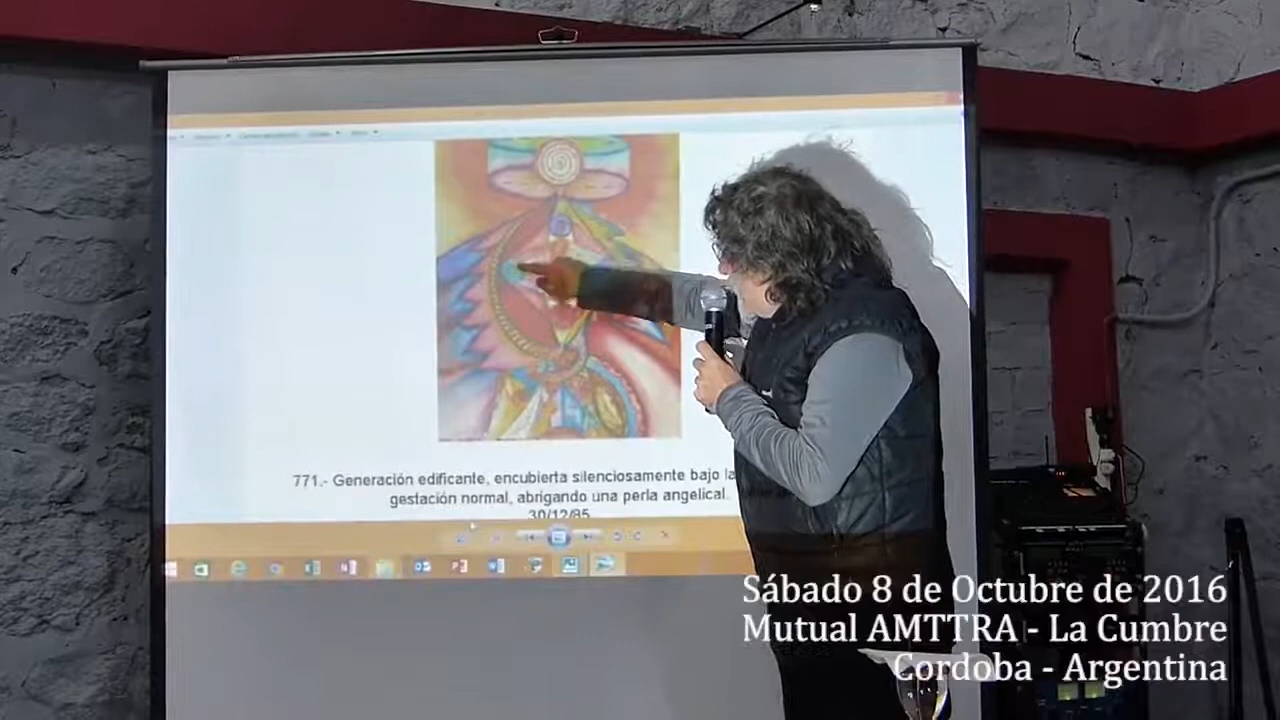 771.- Generación edificante, encubierta silenciosamente bajo la
gestación normal, abrigando una perla angelical.
30/12/85
Sábado 8 de Octubre de 2016
Mutual AMTTRA - La Cumbre
Cordoba - Argentina